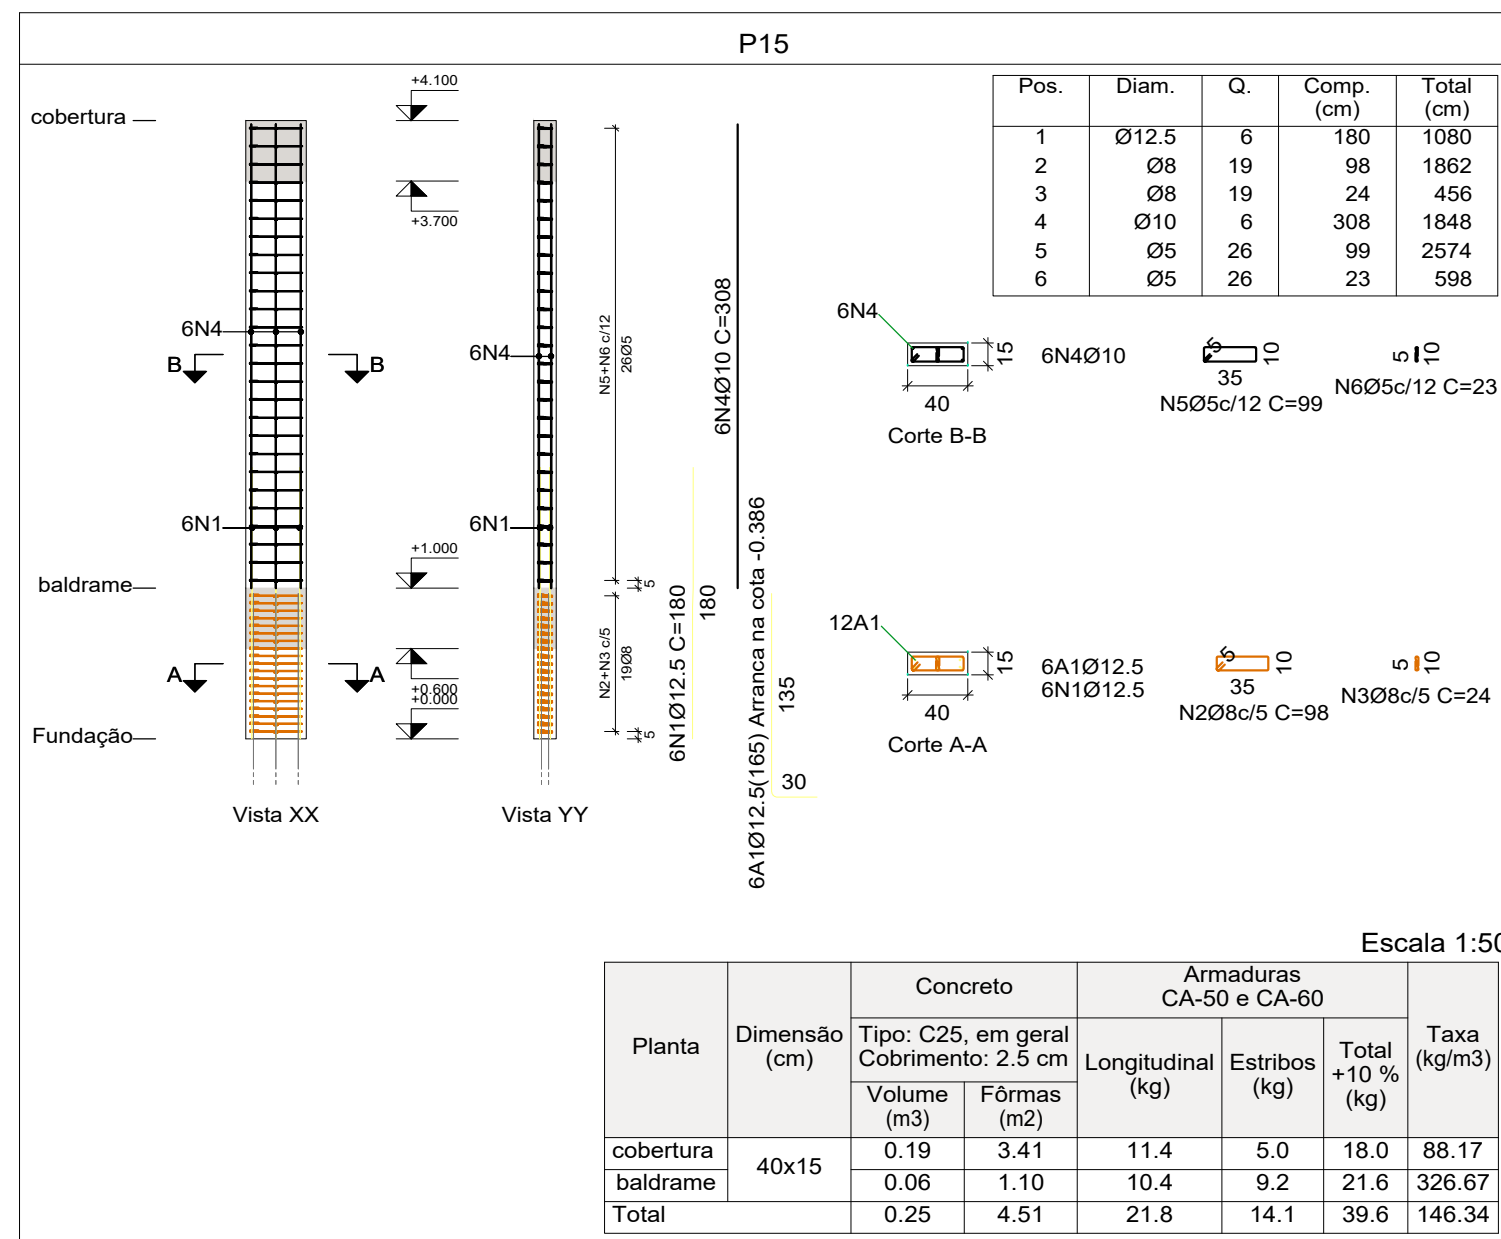 P15
cobertura
+4.100
+3.700
6N4
B B
6N1
+1.000
baldrame
A A
+0.600
+0.000
Fundação
Vista XX
6N4
6N1
N5+N6 c/12
26Ø5
5
N2+N3 c/5
19Ø8
5
Vista YY
6N1Ø12.5 C=180
180
6N4Ø10 C=308
6A1Ø12.5(165) Arranca na cota -0.386
135
30
Pos. Diam. Q. Comp. (cm) Total (cm)
1 Ø12.5 6 180 1080
2 Ø8 19 98 1862
3 Ø8 19 24 456
4 Ø10 6 308 1848
5 Ø5 26 99 2574
6 Ø5 26 23 598
6N4
15
40
Corte B-B
6N4Ø10
5
10
35
N5Ø5c/12 C=99
5 10
N6Ø5c/12 C=23
12A1
15
40
Corte A-A
6A1Ø12.5
6N1Ø12.5
5
10
35
N2Ø8c/5 C=98
5 10
N3Ø8c/5 C=24
Escala 1:50
Planta
Dimensão
(cm)
Concreto
Tipo: C25, em geral
Cobrimento: 2.5 cm
Volume
(m3)
Fôrmas
(m2)
Armaduras
CA-50 e CA-60
Longitudinal
(kg)
Estribos
(kg)
Total
+10 %
(kg)
Taxa
(kg/m3)
cobertura 40x15 0.19 3.41 11.4 5.0 18.0 88.17
baldrame 0.06 1.10 10.4 9.2 21.6 326.67
Total 0.25 4.51 21.8 14.1 39.6 146.34